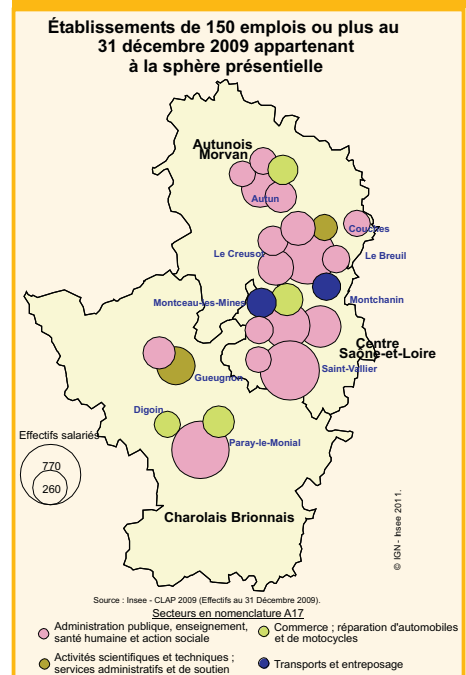 Établissements de 150 emplois ou plus au
31 décembre 2009 appartenant
à la sphère présentielle
Autunois
Morvan
Autun
Couches
Le Creusot
Le Breuil
Montceau-les-Mines
Montchanin
Centre
Saône-et-Loire
Saint-Vallier
Gueugnon
Digoin
Paray-le-Monial
Effectifs salariés
770
260
Charolais Brionnais
© IGN - Insee 2011.
Source : Insee - CLAP 2009 (Effectifs au 31 Décembre 2009).
Secteurs en nomenclature A17
Administration publique, enseignement,
santé humaine et action sociale
Commerce ; réparation d'automobiles
et de motocycles
Activités scientifiques et techniques ;
services administratifs et de soutien
Transports et entreposage